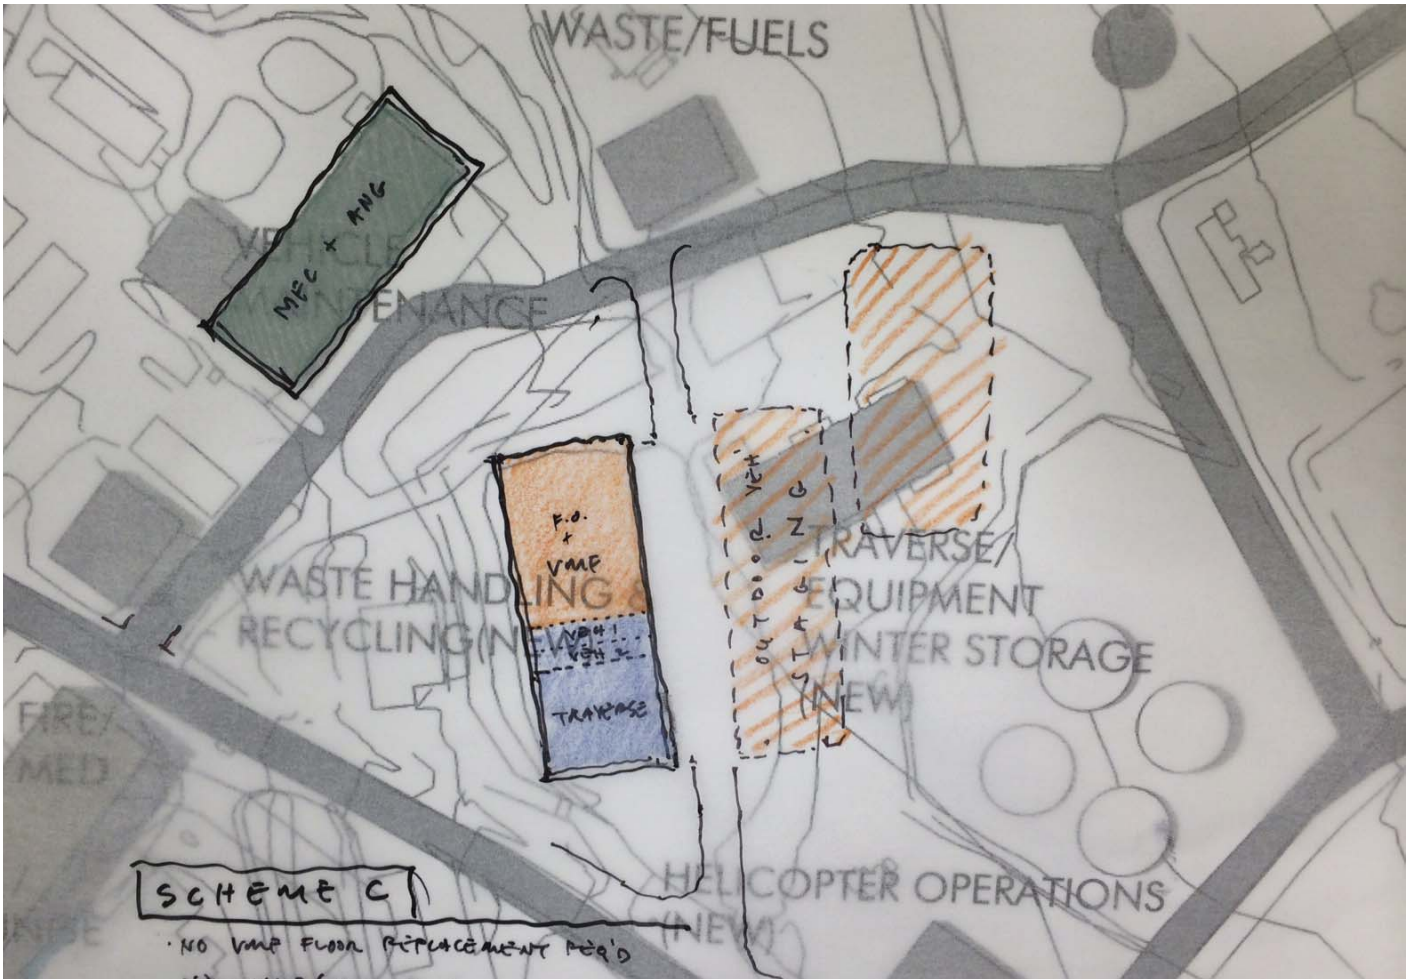 WASTE/FUELS
MEC + ANG
VEHICLE
MAINTENANCE
F.O.
+
VMF
VEH 1
VEH 2
TRAVERSE
OUTDOOR VEH.
STAGING.
TRAVERSE/
EQUIPMENT
WINTER STORAGE
(NEW)
WASTE HANDLING &
RECYCLING(NEW)
FIRE/
MED
HELICOPTER OPERATIONS
(NEW)
SCHEME C
· NO VMF FLOOR REPLACEMENT REQ'D